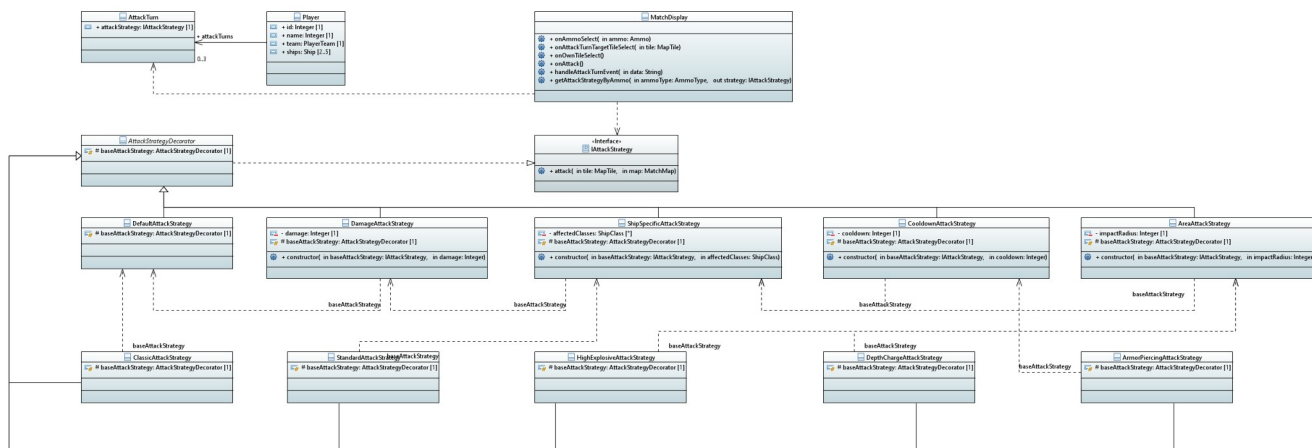 AttackTurn
+ attackStrategy: IAttackStrategy [1]
+ attackTurns
0..3
Player
+ id: Integer [1]
+ name: Integer [1]
+ team: PlayerTeam [1]
+ ships: Ship [2..5]
MatchDisplay
+ onAmmoSelect( in ammo: Ammo)
+ onAttackTurnTargetTileSelect( in tile: MapTile)
+ onOwnTileSelect()
+ onAttack()
+ handleAttackTurnEvent( in data: String)
+ getAttackStrategyByAmmo( in ammoType: AmmoType, out strategy: IAttackStrategy)
AttackStrategyDecorator
# baseAttackStrategy: AttackStrategyDecorator [1]
«Interface»
IAttackStrategy
+ attack( in tile: MapTile, in map: MatchMap)
DefaultAttackStrategy
# baseAttackStrategy: AttackStrategyDecorator [1]
DamageAttackStrategy
- damage: Integer [1]
# baseAttackStrategy: AttackStrategyDecorator [1]
+ constructor( in baseAttackStrategy: IAttackStrategy, in damage: Integer)
ShipSpecificAttackStrategy
- affectedClasses: ShipClass [*]
# baseAttackStrategy: AttackStrategyDecorator [1]
+ constructor( in baseAttackStrategy: IAttackStrategy, in affectedClasses: ShipClass)
CooldownAttackStrategy
- cooldown: Integer [1]
# baseAttackStrategy: AttackStrategyDecorator [1]
+ constructor( in baseAttackStrategy: IAttackStrategy, in cooldown: Integer)
AreaAttackStrategy
- impactRadius: Integer [1]
# baseAttackStrategy: AttackStrategyDecorator [1]
+ constructor( in baseAttackStrategy: IAttackStrategy, in impactRadius: Integer
baseAttackStrategy
baseAttackStrategy
baseAttackStrategy
baseAttackStrategy
baseAttackStrategy
baseAttackStrategy
baseAttackStrategy
baseAttackStrategy
baseAttackStrategy
ClassicAttackStrategy
# baseAttackStrategy: AttackStrategyDecorator [1]
StandardAttackStrategy
# baseAttackStrategy: AttackStrategyDecorator [1]
HighExplosiveAttackStrategy
# baseAttackStrategy: AttackStrategyDecorator [1]
DepthChargeAttackStrategy
# baseAttackStrategy: AttackStrategyDecorator [1]
ArmorPiercingAttackStrategy
# baseAttackStrategy: AttackStrategyDecorator [1]